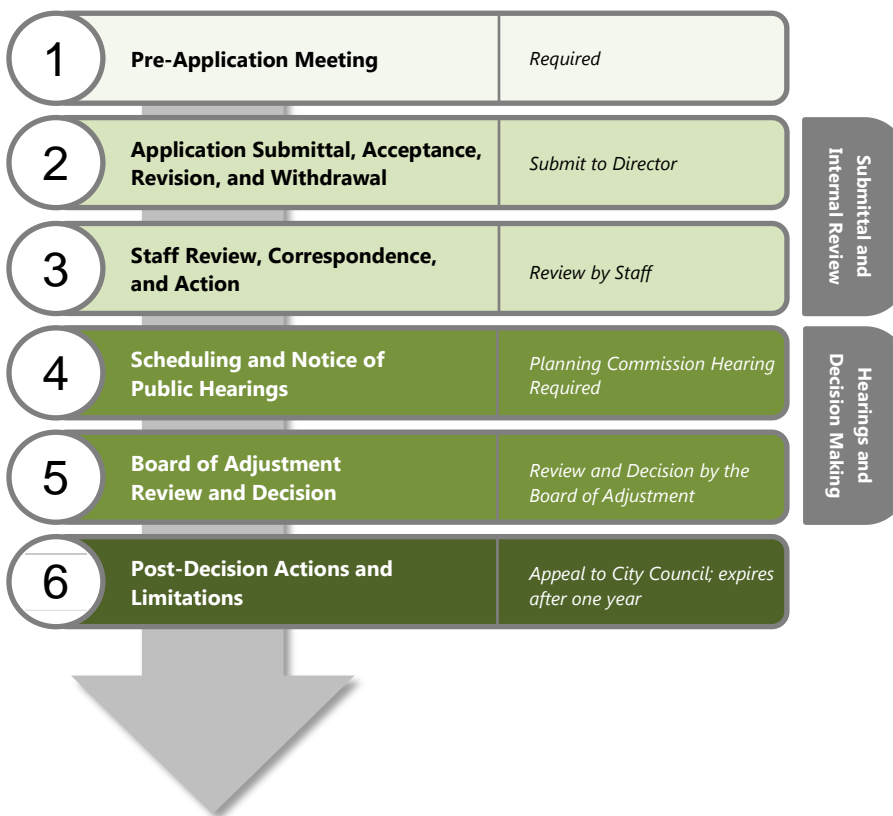 1
Pre-Application Meeting
Required
2
Application Submittal, Acceptance,
Revision, and Withdrawal
Submit to Director
3
Staff Review, Correspondence,
and Action
Review by Staff
Submittal and
Internal Review
4
Scheduling and Notice of
Public Hearings
Planning Commission Hearing
Required
5
Board of Adjustment
Review and Decision
Review and Decision by the
Board of Adjustment
Hearings and
Decision Making
6
Post-Decision Actions and
Limitations
Appeal to City Council; expires
after one year